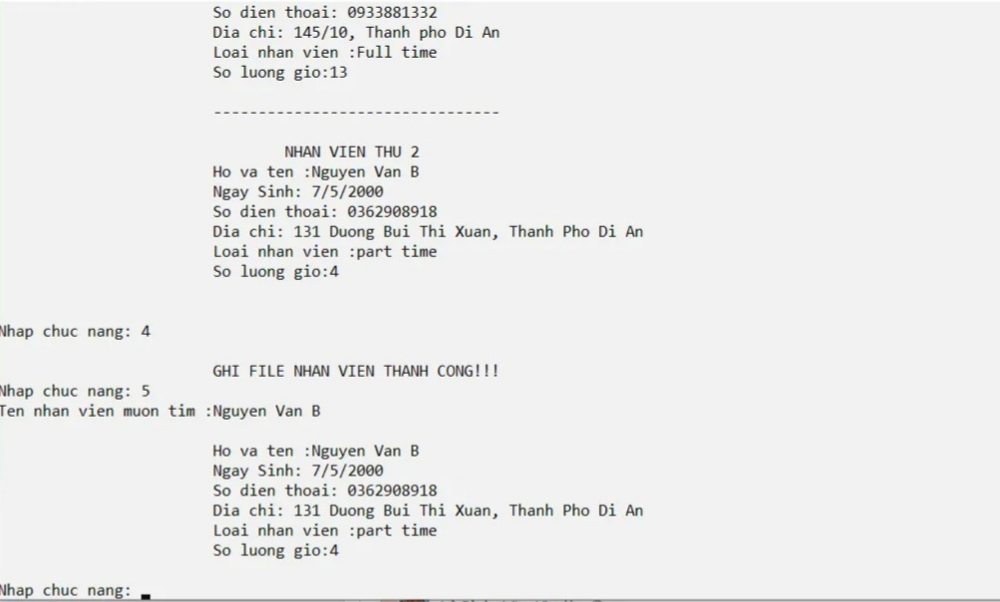 So dien thoai: 0933881332
Dia chi: 145/10, Thanh pho Di An
Loai nhan vien :Full time
So luong gio:13
--------------------------------
NHAN VIEN THU 2
Ho va ten :Nguyen Van B
Ngay Sinh: 7/5/2000
So dien thoai: 0362908918
Dia chi: 131 Duong Bui Thi Xuan, Thanh Pho Di An
Loai nhan vien :part time
So luong gio:4
Nhap chuc nang: 4
GHI FILE NHAN VIEN THANH CONG!!!
Nhap chuc nang: 5
Ten nhan vien muon tim :Nguyen Van B
Ho va ten :Nguyen Van B
Ngay Sinh: 7/5/2000
So dien thoai: 0362908918
Dia chi: 131 Duong Bui Thi Xuan, Thanh Pho Di An
Loai nhan vien :part time
So luong gio:4
Nhap chuc nang: